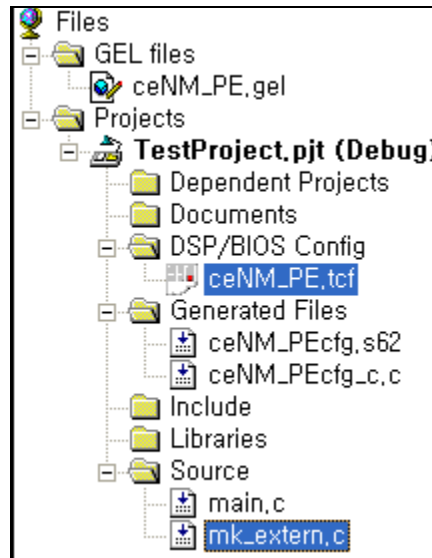 Files
GEL files
ceNM_PE.gel
Projects
TestProject.pjt (Debug)
Dependent Projects
Documents
DSP/BIOS Config
ceNM_PE.tcf
Generated Files
ceNM_PEcfg.s62
ceNM_PEcfg_c.c
Include
Libraries
Source
main.c
mk_extern.c